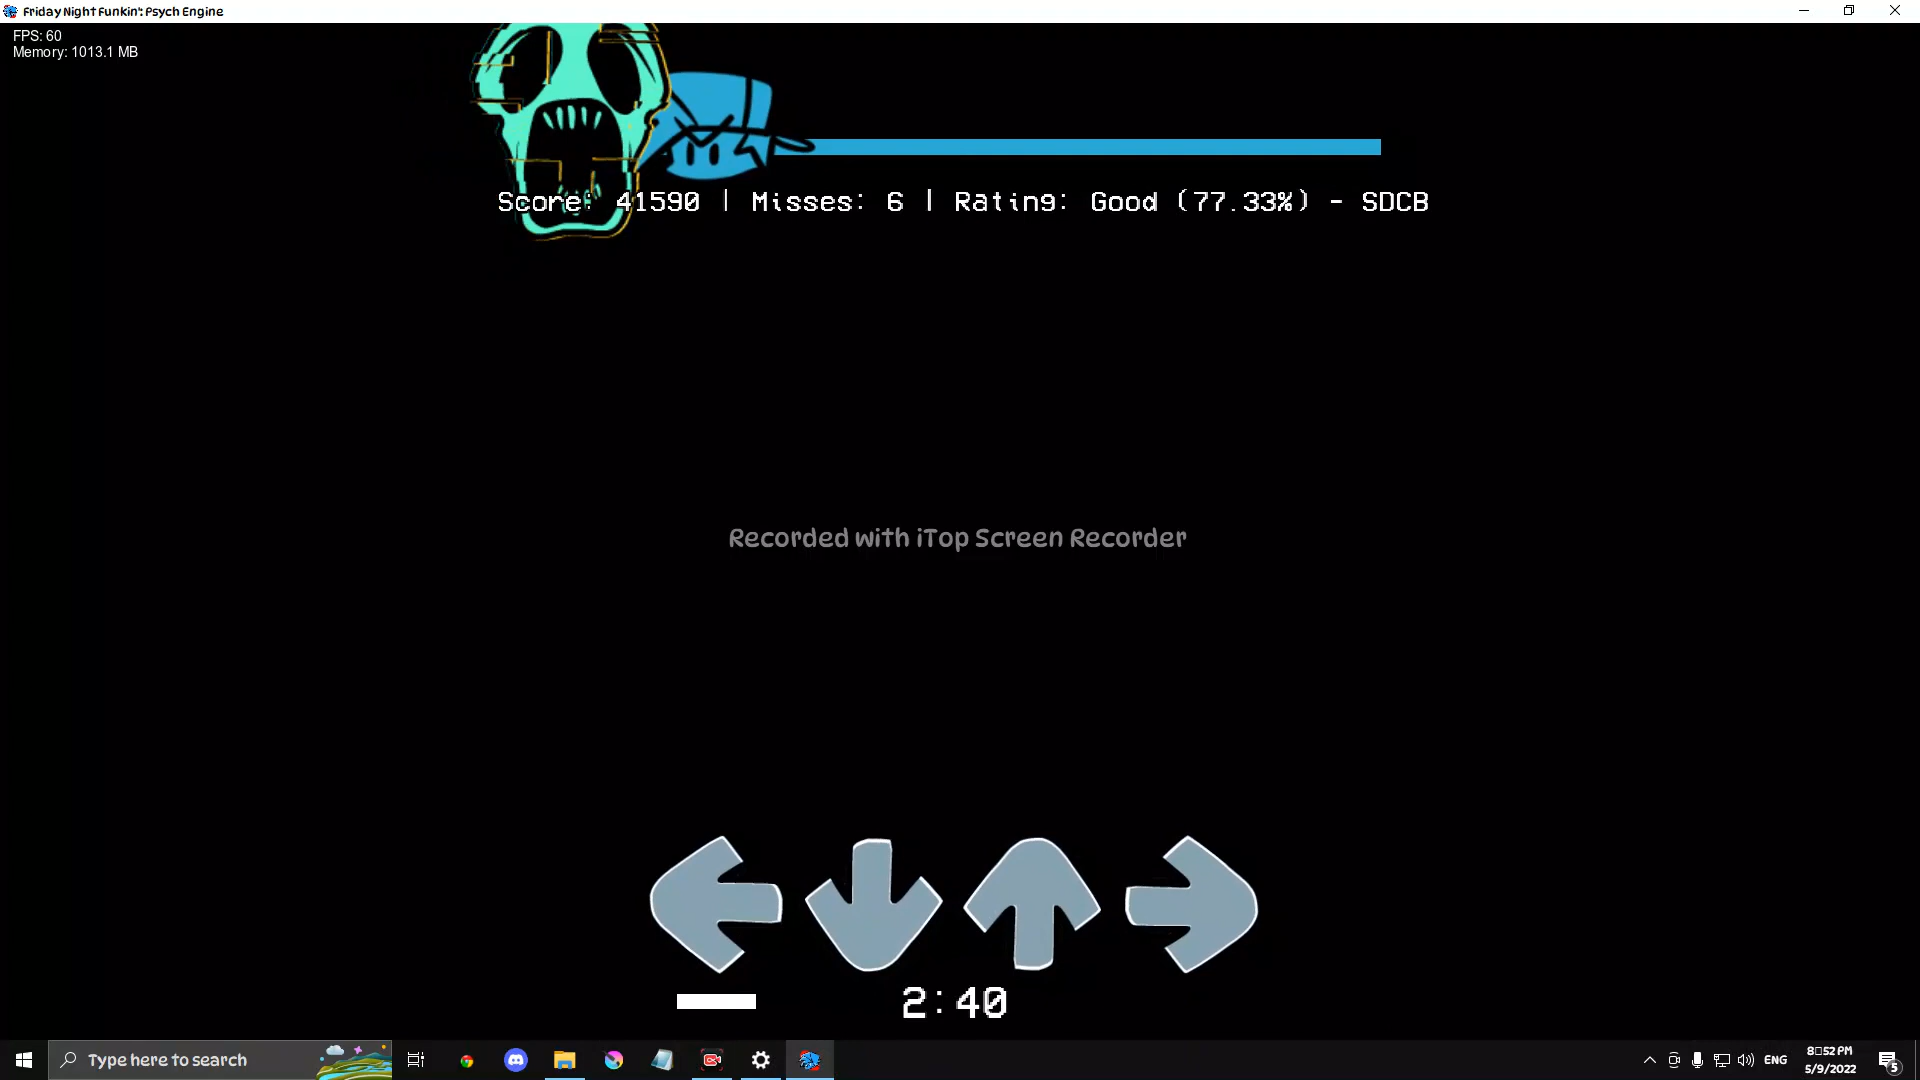 Friday Night Funkin': Psych Engine
FPS: 60
Memory: 1013.1 MB
Score: 41590 | Misses: 6 | Rating: Good (77.33%) - SDCB
Recorded with iTop Screen Recorder
2:40
Type here to search
ENG
8□52 PM
5/9/2022
5